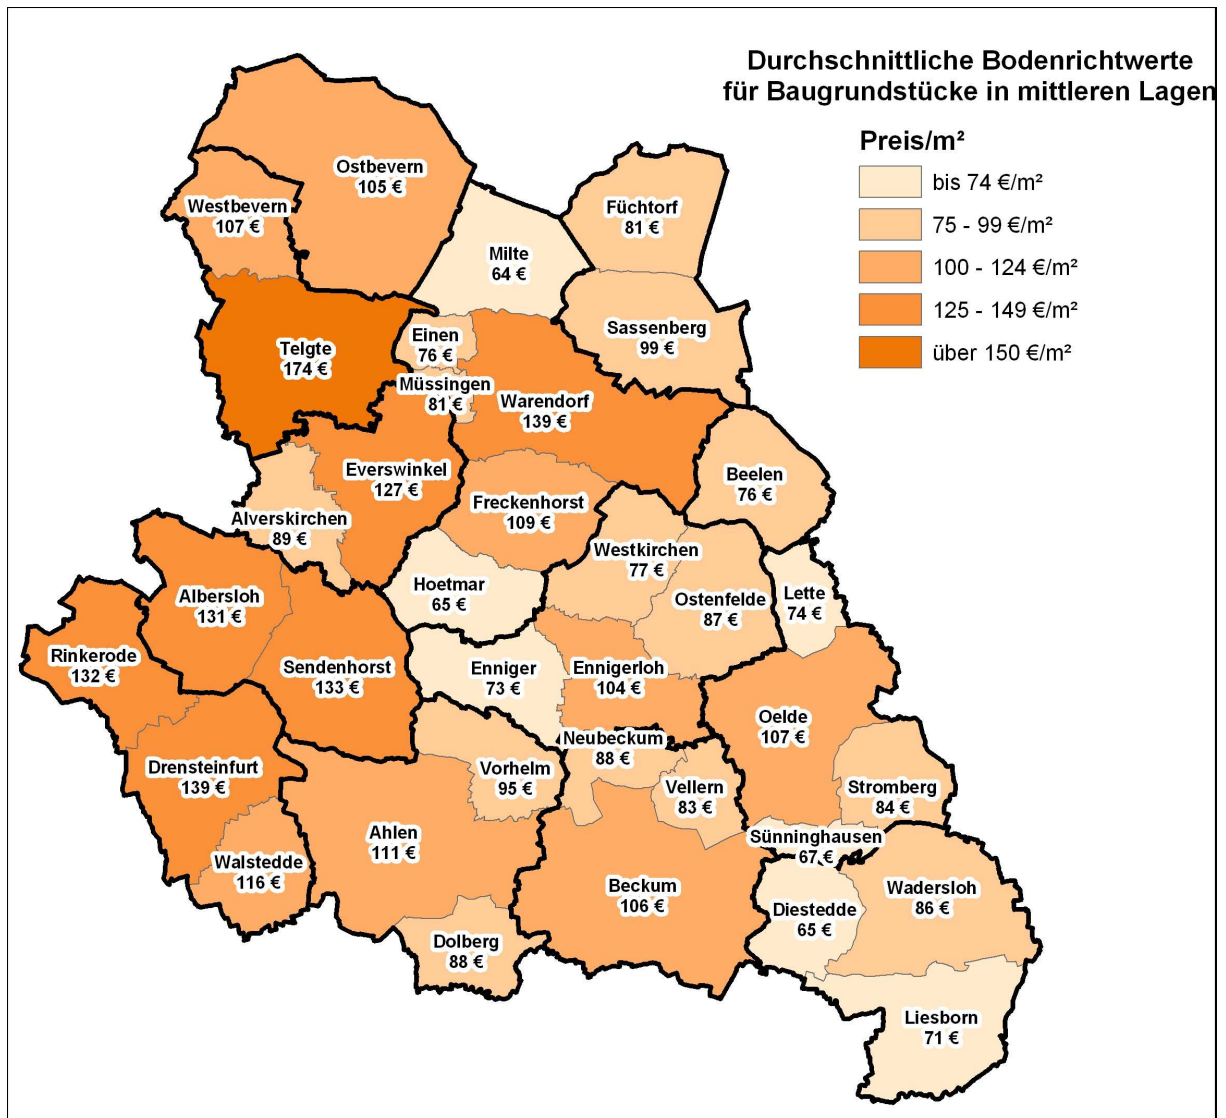 Durchschnittliche Bodenrichtwerte
für Baugrundstücke in mittleren Lagen
Preis/m²
bis 74 €/m²
75 - 99 €/m²
100 - 124 €/m²
125 - 149 €/m²
über 150 €/m²
Ostbevern
105 €
Westbevern
107 €
Füchtorf
81 €
Milte
64 €
Sassenberg
99 €
Einen
76 €
Telgte
174 €
Müssingen
81 €
Warendorf
139 €
Everswinkel
127 €
Beelen
76 €
Freckenhorst
109 €
Alverskirchen
89 €
Westkirchen
77 €
Hoetmar
65 €
Ostenfelde
87 €
Lette
74 €
Albersloh
131 €
Rinkerode
132 €
Sendenhorst
133 €
Enniger
73 €
Ennigerloh
104 €
Oelde
107 €
Neubeckum
88 €
Drensteinfurt
139 €
Vorhelm
95 €
Vellern
83 €
Stromberg
84 €
Ahlen
111 €
Sünninghausen
67 €
Walstedde
116 €
Beckum
106 €
Wadersloh
86 €
Diestedde
65 €
Dolberg
88 €
Liesborn
71 €